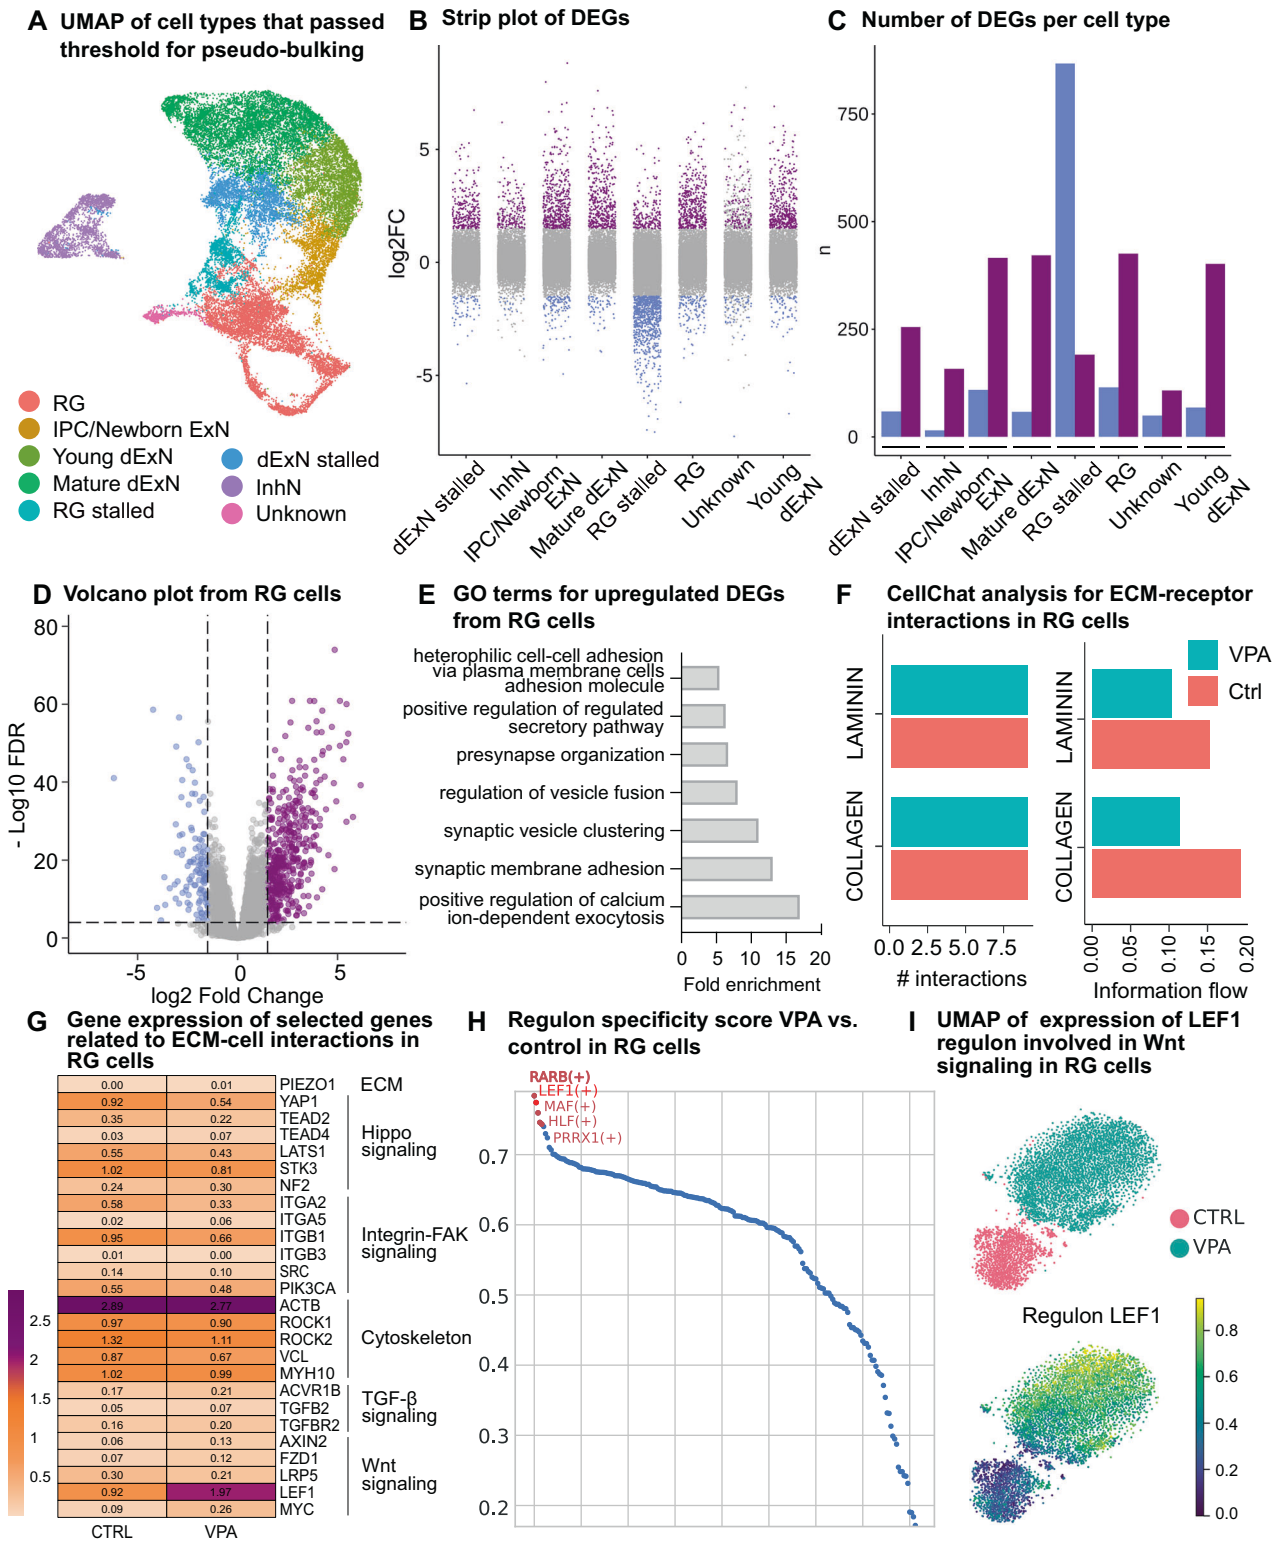 A UMAP of cell types that passed
threshold for pseudo-bulking
RG
IPC/Newborn ExN
Young dExN
Mature dExN
RG stalled
dExN stalled
InhN
Unknown
B Strip plot of DEGs
log2FC
5
0
-5
dExN stalled
InhN
IPC/Newborn
ExN
Mature dExN
RG stalled
RG
Unknown
Young
dExN
C Number of DEGs per cell type
n
750
500
250
0
dExN stalled
InhN
IPC/Newborn
ExN
Mature dExN
RG stalled
RG
Unknown
Young
dExN
D Volcano plot from RG cells
- Log10 FDR
80
60
40
20
0
-5
0
5
log2 Fold Change
E GO terms for upregulated DEGs
from RG cells
heterophilic cell-cell adhesion
via plasma membrane cells
adhesion molecule
positive regulation of regulated
secretory pathway
presynapse organization
regulation of vesicle fusion
synaptic vesicle clustering
synaptic membrane adhesion
positive regulation of calcium
ion-dependent exocytosis
0 5 10 15 20
Fold enrichment
F CellChat analysis for ECM-receptor
interactions in RG cells
LAMININ
COLLAGEN
0.0 2.5 5.0 7.5
# interactions
LAMININ
COLLAGEN
0.00 0.05 0.10 0.15 0.20
Information flow
VPA
Ctrl
G Gene expression of selected genes
related to ECM-cell interactions in
RG cells
0.00 0.01 PIEZO1
0.92 0.54 YAP1
0.35 0.22 TEAD2
0.03 0.07 TEAD4
0.55 0.43 LATS1
1.02 0.81 STK3
0.24 0.30 NF2
0.58 0.33 ITGA2
0.02 0.06 ITGA5
0.95 0.66 ITGB1
0.01 0.00 ITGB3
0.14 0.10 SRC
0.55 0.48 PIK3CA
2.89 2.77 ACTB
0.97 0.90 ROCK1
1.32 1.11 ROCK2
0.87 0.67 VCL
1.02 0.99 MYH10
0.17 0.21 ACVR1B
0.05 0.07 TGFB2
0.16 0.20 TGFBR2
0.06 0.13 AXIN2
0.07 0.12 FZD1
0.30 0.21 LRP5
0.92 1.97 LEF1
0.09 0.26 MYC
CTRL VPA
ECM
Hippo
signaling
Integrin-FAK
signaling
Cytoskeleton
TGF-β
signaling
Wnt
signaling
2.5
2
1.5
1
0.5
H Regulon specificity score VPA vs.
control in RG cells
RARB(+)
LEF1(+)
MAF(+)
HLF(+)
PRRX1(+)
0.7
0.6
0.5
0.4
0.3
0.2
I UMAP of expression of LEF1
regulon involved in Wnt
signaling in RG cells
CTRL
VPA
Regulon LEF1
0.8
0.6
0.4
0.2
0.0